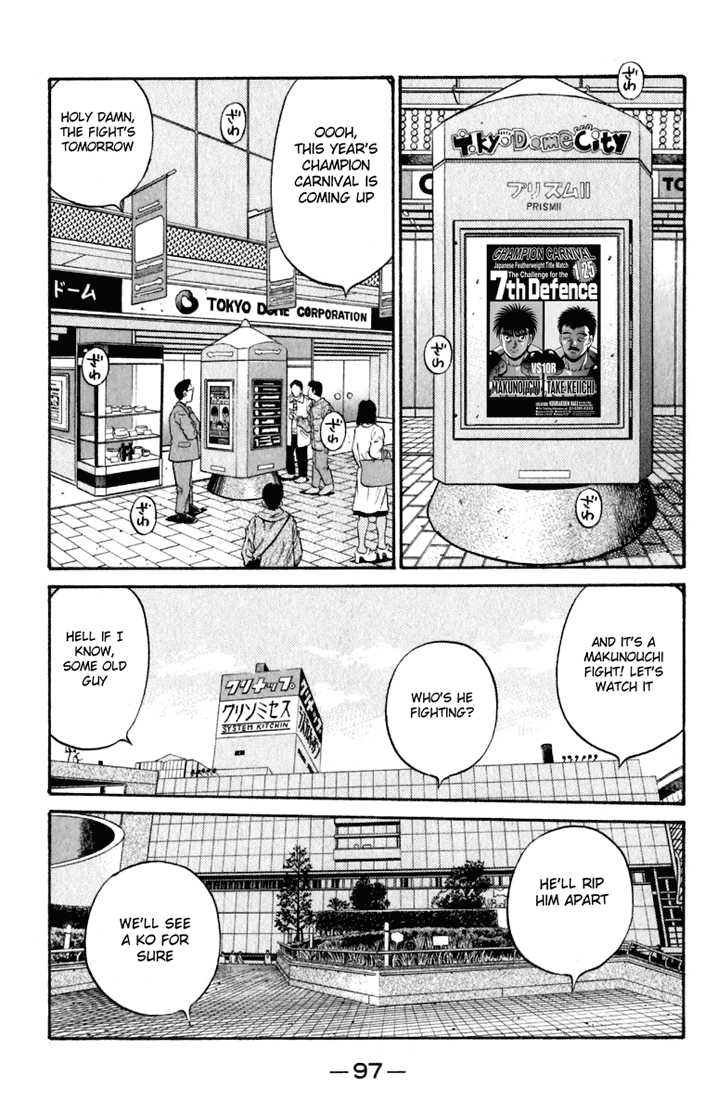 ざわ
Tokyo Dome City
プリズムII
PRISMII
CHAMPION CARNIVAL
Japanese Featherweight Title Match
1/25
The Challenge for the
7th Defence
VS10R
MAKUNOUCHI
TAKE KEIICHI
ざわ
ざわ
OOOH,
THIS YEAR'S
CHAMPION
CARNIVAL IS
COMING UP
HOLY DAMN,
THE FIGHT'S
TOMORROW
ざわ
ドーム
TOKYO DOME CORPORATION
ざわ
ざわ
ざわ
AND IT'S A
MAKUNOUCHI
FIGHT! LET'S
WATCH IT
WHO'S HE
FIGHTING?
HELL IF I
KNOW,
SOME OLD
GUY
クリナップ
クリンミセス
SYSTEM KITCHIN
HE'LL RIP
HIM APART
WE'LL SEE
A KO FOR
SURE
—97—